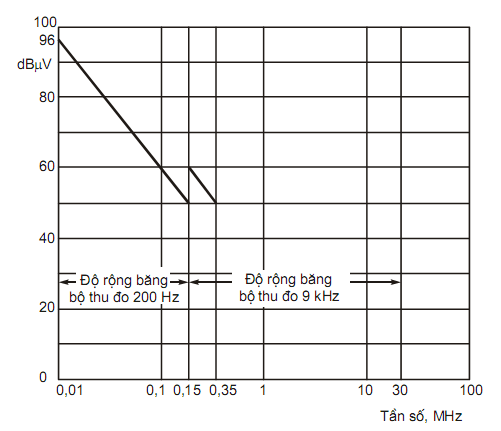 100
96
dBµV
80
60
40
Độ rộng băng
bộ thu đo 200 Hz
Độ rộng băng
bộ thu đo 9 kHz
20
0
0,01 0,1 0,15 0,35 1 10 30 100
Tần số, MHz